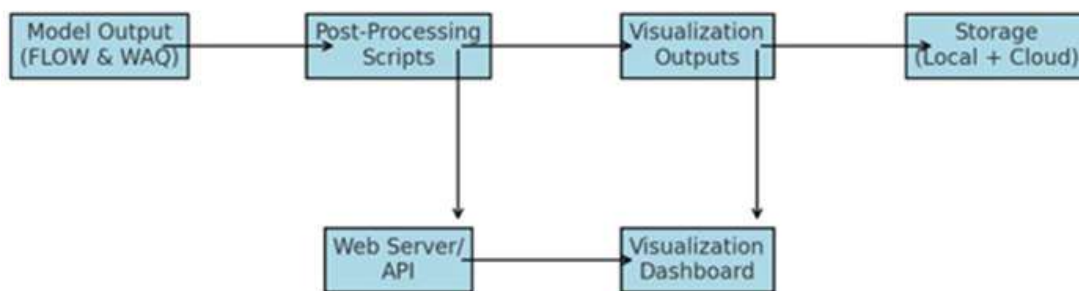 Model Output
(FLOW & WAQ)
Post-Processing
Scripts
Visualization
Outputs
Storage
(Local + Cloud)
Web Server/
API
Visualization
Dashboard